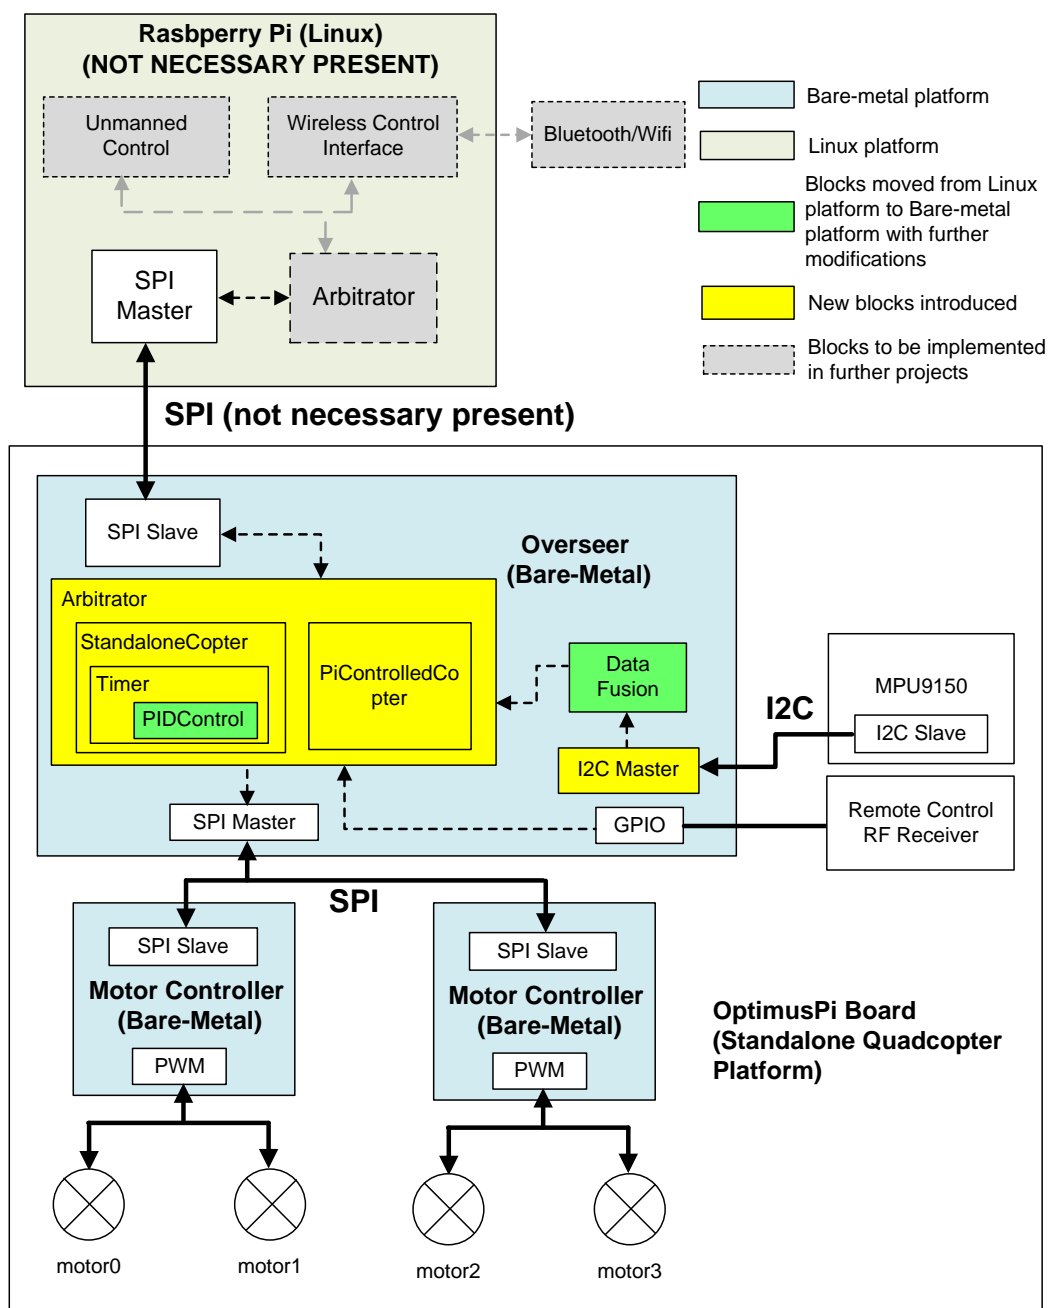 Rasbperry Pi (Linux)
(NOT NECESSARY PRESENT)
Unmanned
Control
Wireless Control
Interface
Bluetooth/Wifi
SPI
Master
Arbitrator
Bare-metal platform
Linux platform
Blocks moved from Linux
platform to Bare-metal
platform with further
modifications
New blocks introduced
Blocks to be implemented
in further projects
SPI (not necessary present)
SPI Slave
Overseer
(Bare-Metal)
Arbitrator
StandaloneCopter
Timer
PIDControl
PiControlledCo
pter
Data
Fusion
I2C Master
I2C
MPU9150
I2C Slave
SPI Master
GPIO
Remote Control
RF Receiver
SPI
SPI Slave
Motor Controller
(Bare-Metal)
PWM
SPI Slave
Motor Controller
(Bare-Metal)
PWM
OptimusPi Board
(Standalone Quadcopter
Platform)
motor0
motor1
motor2
motor3